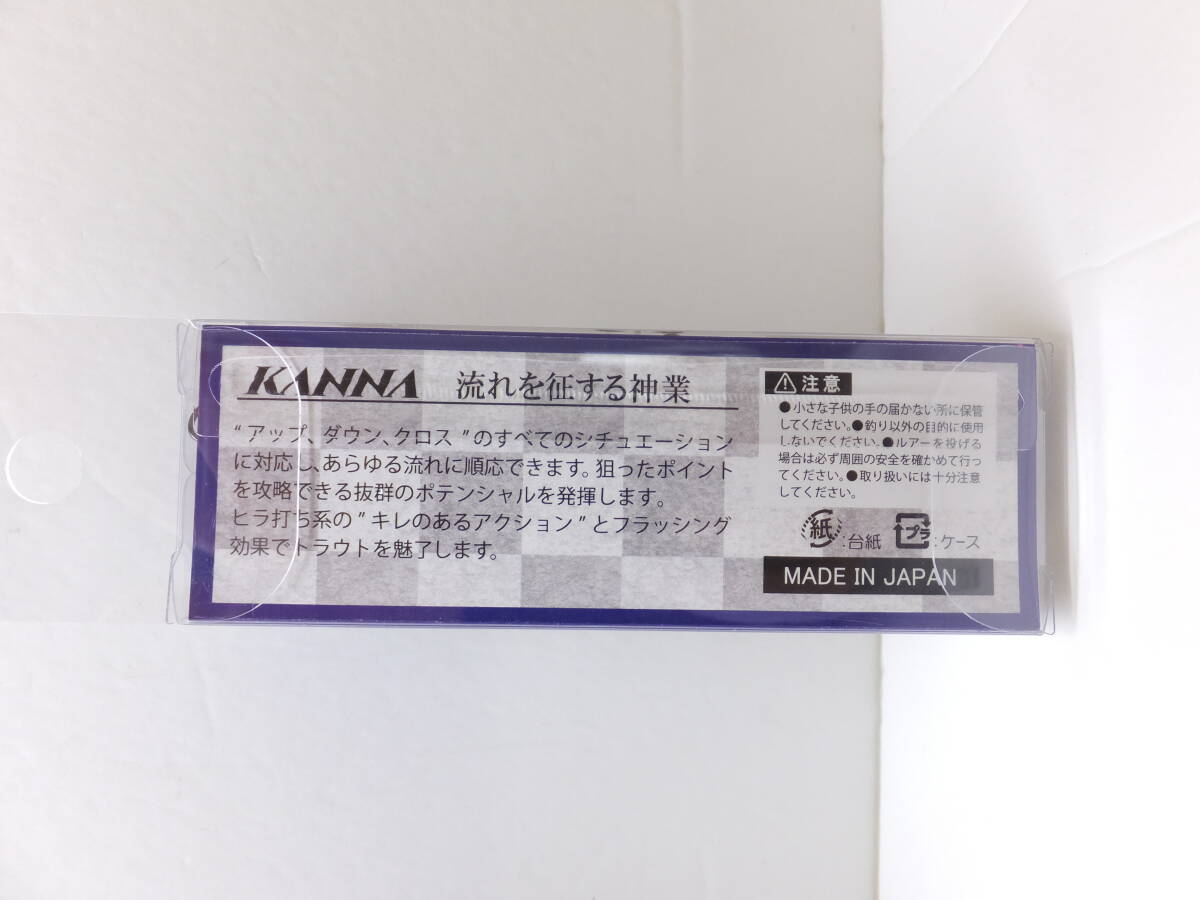 KANNA 流れを征する神業
“アップ、ダウン、クロス”のすべてのシチュエーション
に対応し、あらゆる流れに順応できます。狙ったポイント
を攻略できる抜群のポテンシャルを発揮します。
ヒラ打ち系の”キレのあるアクション”とフラッシング
効果でトラウトを魅了します。
注意
●小さな子供の手の届かない所に保管
してください。●釣り以外の目的に使用
しないでください。●ルアーを投げる
場合は必ず周囲の安全を確かめて行っ
てください。●取り扱いには十分注意
してください。
紙:台紙 プラ:ケース
MADE IN JAPAN